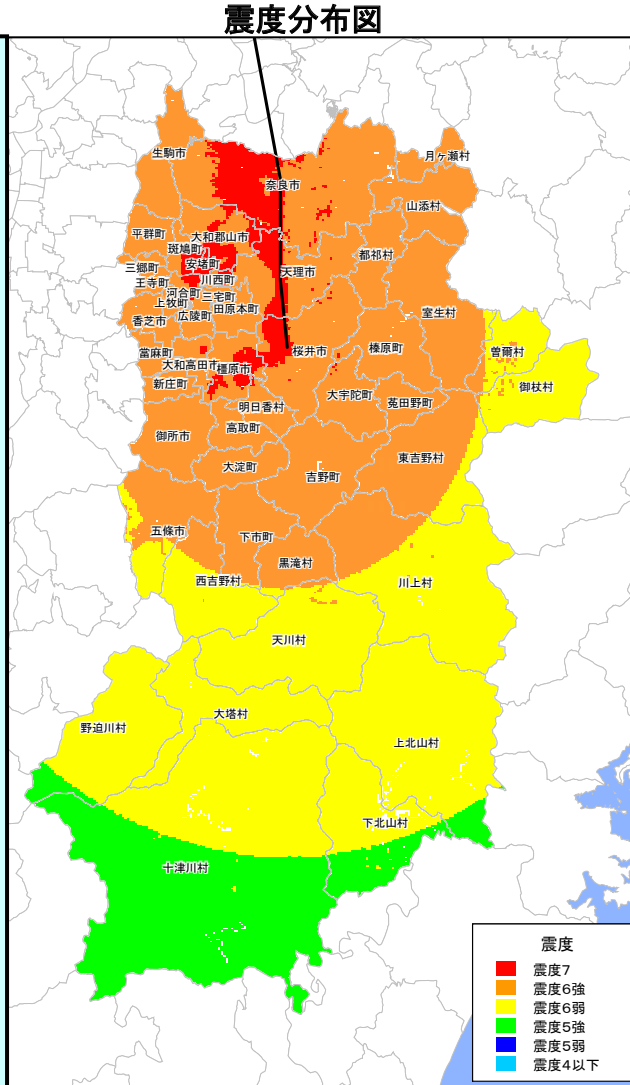 震度分布図
生駒市
月ヶ瀬村
奈良市
山添村
平群町
大和郡山市
斑鳩町
都祁村
安堵町
三郷町
天理市
王寺町
川西町
河合町
三宅町
上牧町
田原本町
室生村
香芝市
広陵町
當麻町
桜井市
榛原町
曽爾村
大和高田市
橿原市
新庄町
御杖村
大宇陀町
明日香村
菟田野町
高取町
御所市
東吉野村
大淀町
吉野町
五條市
下市町
黒滝村
西吉野村
川上村
天川村
大塔村
野迫川村
上北山村
下北山村
十津川村
震度
震度7
震度6強
震度6弱
震度5強
震度5弱
震度4以下